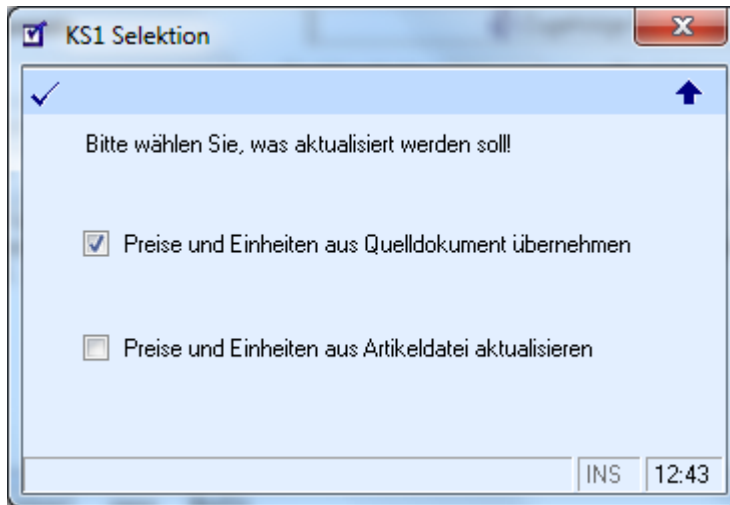 KS1 Selektion
Bitte wählen Sie, was aktualisiert werden soll!
Preise und Einheiten aus Quelldokument übernehmen
Preise und Einheiten aus Artikeldatei aktualisieren
INS 12:43